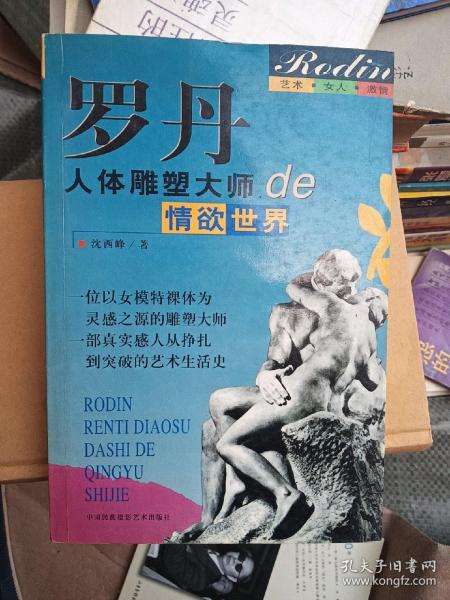 Rodin
艺术·女人·激情
罗丹
人体雕塑大师de
情欲世界
沈西峰/著
一位以女模特裸体为
灵感之源的雕塑大师
一部真实感人从挣扎
到突破的艺术生活史
RODIN
RENTI DIAOSU
DASHI DE
QINGYU
SHIJIE
中国民族摄影艺术出版社
孔夫子旧书网
www.kongfz.com